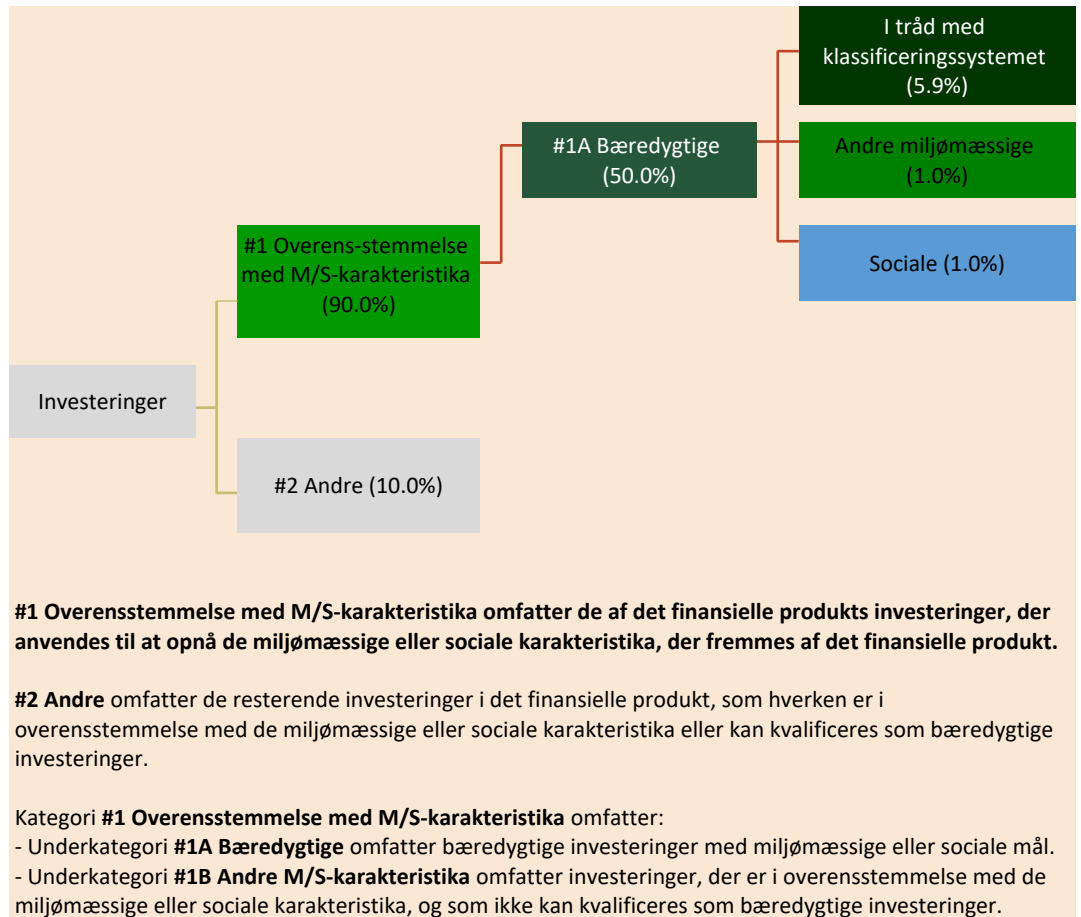 I tråd med
klassificeringssystemet
(5.9%)
#1A Bæredygtige
(50.0%)
Andre miljømæssige
(1.0%)
#1 Overens-stemmelse
med M/S-karakteristika
(90.0%)
Sociale (1.0%)
Investeringer
#2 Andre (10.0%)
#1 Overensstemmelse med M/S-karakteristika omfatter de af det finansielle produkts investeringer, der
anvendes til at opnå de miljømæssige eller sociale karakteristika, der fremmes af det finansielle produkt.
#2 Andre omfatter de resterende investeringer i det finansielle produkt, som hverken er i
overensstemmelse med de miljømæssige eller sociale karakteristika eller kan kvalificeres som bæredygtige
investeringer.
Kategori #1 Overensstemmelse med M/S-karakteristika omfatter:
- Underkategori #1A Bæredygtige omfatter bæredygtige investeringer med miljømæssige eller sociale mål.
- Underkategori #1B Andre M/S-karakteristika omfatter investeringer, der er i overensstemmelse med de
miljømæssige eller sociale karakteristika, og som ikke kan kvalificeres som bæredygtige investeringer.